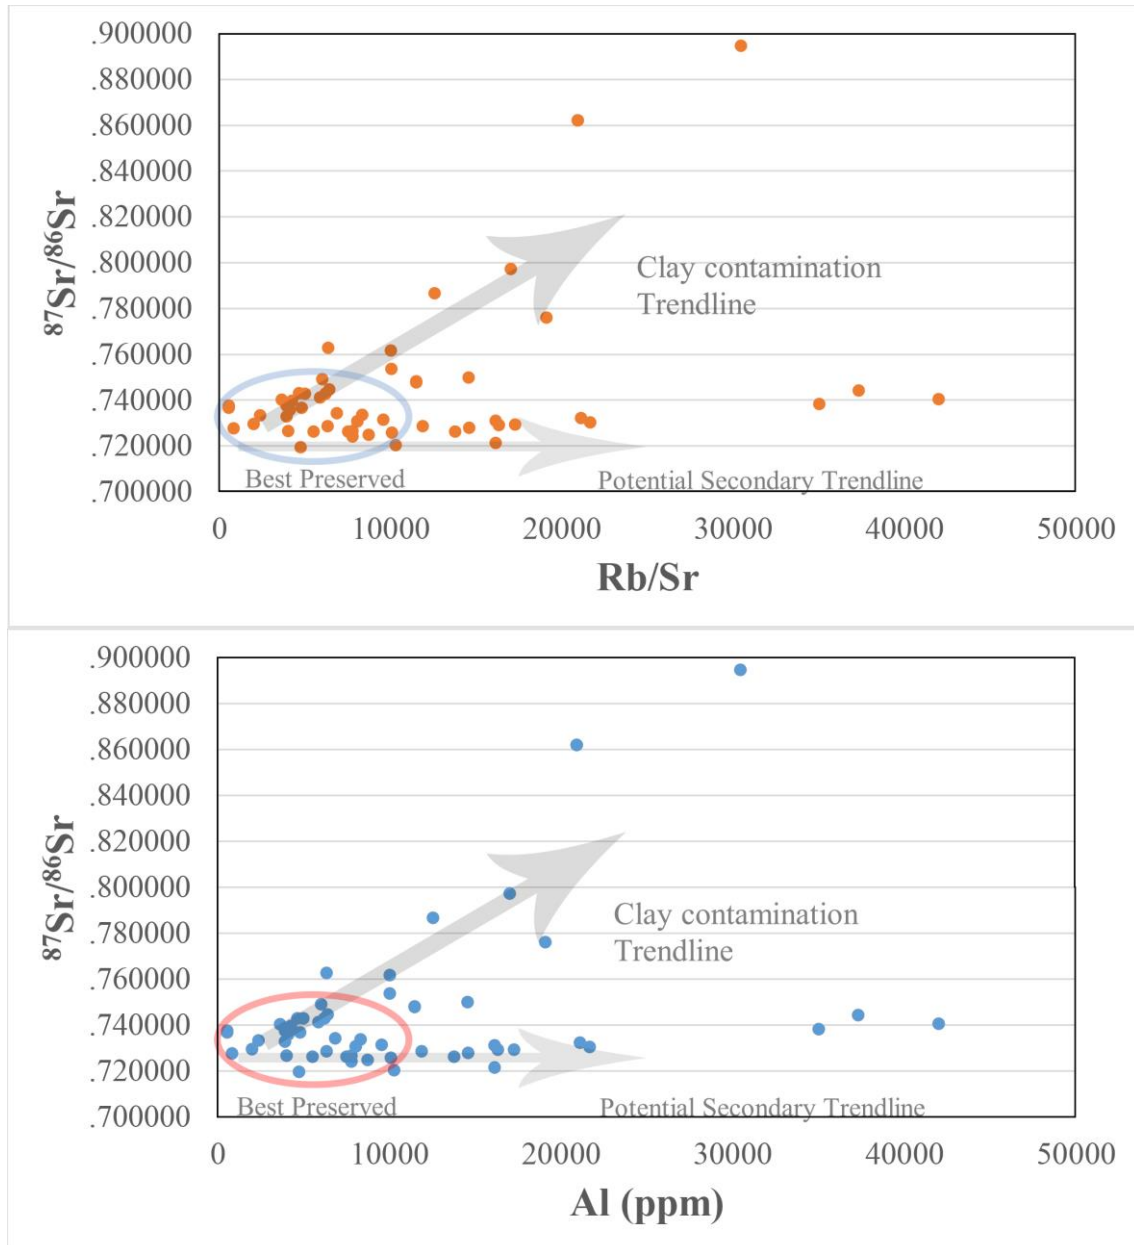 .900000
.880000
.860000
.840000
.820000
.800000
.780000
.760000
.740000
.720000
.700000
⁸⁷Sr/⁸⁶Sr
Clay contamination
Trendline
Best Preserved
Potential Secondary Trendline
0
10000
20000
30000
40000
50000
Rb/Sr
.900000
.880000
.860000
.840000
.820000
.800000
.780000
.760000
.740000
.720000
.700000
⁸⁷Sr/⁸⁶Sr
Clay contamination
Trendline
Best Preserved
Potential Secondary Trendline
0
10000
20000
30000
40000
50000
Al (ppm)